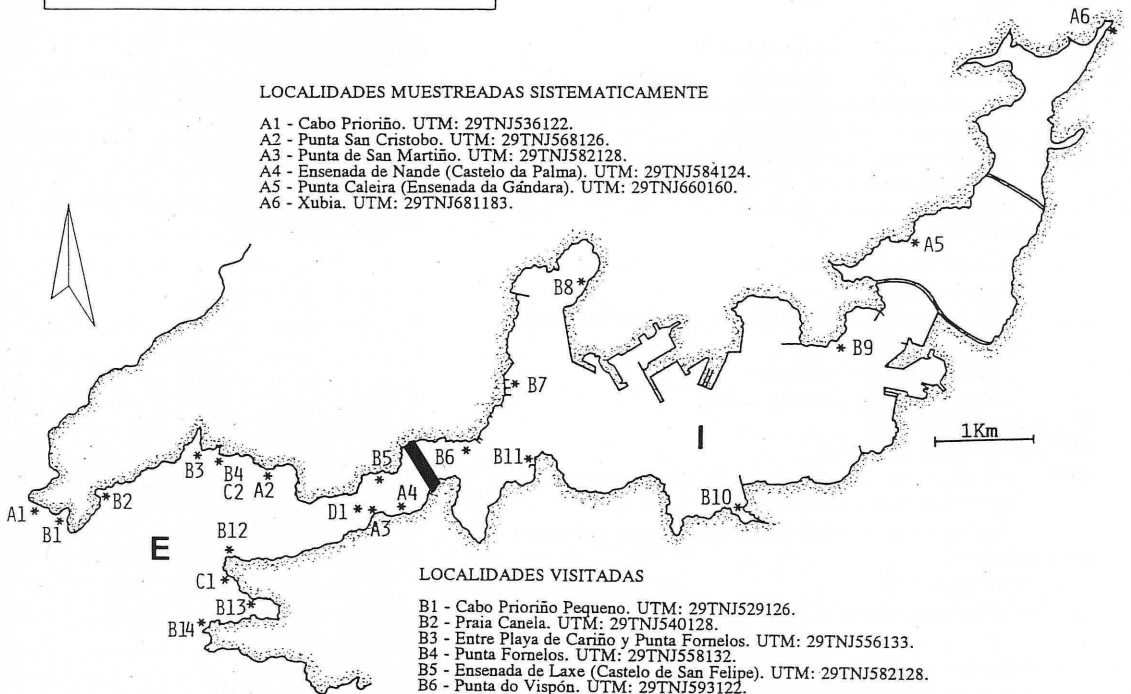 LOCALIDADES MUESTREADAS SISTEMATICAMENTE
A1 - Cabo Prioriño. UTM: 29TNJ536122.
A2 - Punta San Cristobo. UTM: 29TNJ568126.
A3 - Punta de San Martiño. UTM: 29TNJ582128.
A4 - Ensenada de Nande (Castelo da Palma). UTM: 29TNJ584124.
A5 - Punta Caleira (Ensenada da Gándara). UTM: 29TNJ660160.
A6 - Xubia. UTM: 29TNJ681183.
A6
A5
B8
B9
B7
I
1Km
B3
B4
C2
A2
B5
B6
B11
A1
B1
B2
D1
A3
A4
B10
E
B12
C1
B13
B14
LOCALIDADES VISITADAS
B1 - Cabo Prioriño Pequeno. UTM: 29TNJ529126.
B2 - Praia Canela. UTM: 29TNJ540128.
B3 - Entre Playa de Cariño y Punta Fornelos. UTM: 29TNJ556133.
B4 - Punta Fornelos. UTM: 29TNJ558132.
B5 - Ensenada de Laxe (Castelo de San Felipe). UTM: 29TNJ582128.
B6 - Punta do Vispón. UTM: 29TNJ593122.